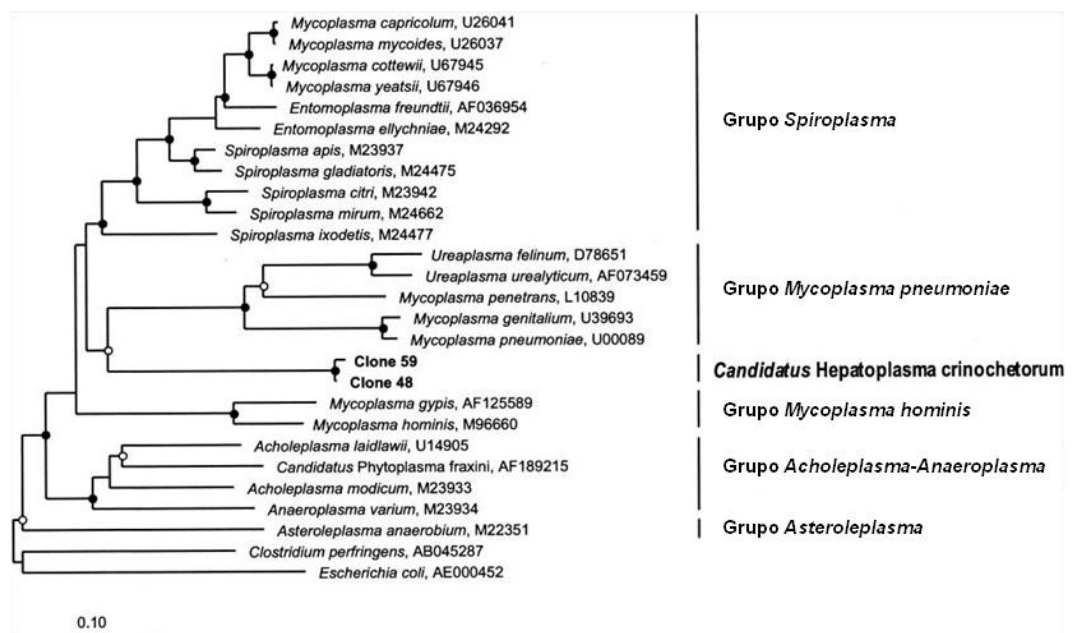 Mycoplasma capricolum, U26041
Mycoplasma mycoides, U26037
Mycoplasma cottewii, U67945
Mycoplasma yeatsii, U67946
Entomoplasma freundtii, AF036954
Entomoplasma ellychniae, M24292
Spiroplasma apis, M23937
Spiroplasma gladiatoris, M24475
Spiroplasma citri, M23942
Spiroplasma mirum, M24662
Spiroplasma ixodetis, M24477
Grupo Spiroplasma
Ureaplasma felinum, D78651
Ureaplasma urealyticum, AF073459
Mycoplasma penetrans, L10839
Mycoplasma genitalium, U39693
Mycoplasma pneumoniae, U00089
Grupo Mycoplasma pneumoniae
Clone 59
Clone 48
Candidatus Hepatoplasma crinochetorum
Mycoplasma gypis, AF125589
Mycoplasma hominis, M96660
Grupo Mycoplasma hominis
Acholeplasma laidlawii, U14905
Candidatus Phytoplasma fraxini, AF189215
Acholeplasma modicum, M23933
Anaeroplasma varium, M23934
Grupo Acholeplasma-Anaeroplasma
Asteroleplasma anaerobium, M22351
Grupo Asteroleplasma
Clostridium perfringens, AB045287
Escherichia coli, AE000452
0.10